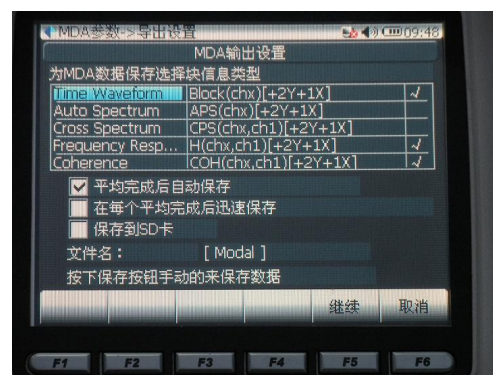 MDA参数->导出设置 09:48
MDA输出设置
为MDA数据保存选择块信息类型
Time Waveform Block(chx)[+2Y+1X] √
Auto Spectrum APS(chx)[+2Y+1X]
Cross Spectrum CPS(chx,ch1)[+2Y+1X]
Frequency Resp... H(chx,ch1)[+2Y+1X] √
Coherence COH(chx,ch1)[+2Y+1X] √
平均完成后自动保存
在每个平均完成后迅速保存
保存到SD卡
文件名： [ Modal ]
按下保存按钮手动的来保存数据
继续 取消
F1 F2 F3 F4 F5 F6